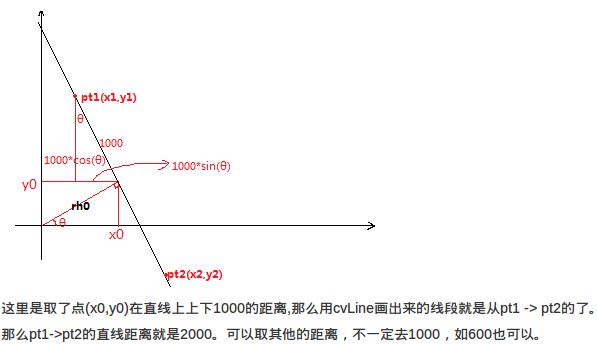 pt1(x1,y1)
θ
1000
1000*cos(θ)
1000*sin(θ)
y0
rh0
θ
x0
pt2(x2,y2)
这里是取了点(x0,y0)在直线上上下1000的距离,那么用cvLine画出来的线段就是从pt1 -> pt2的了。
那么pt1->pt2的直线距离就是2000。可以取其他的距离，不一定去1000，如600也可以。